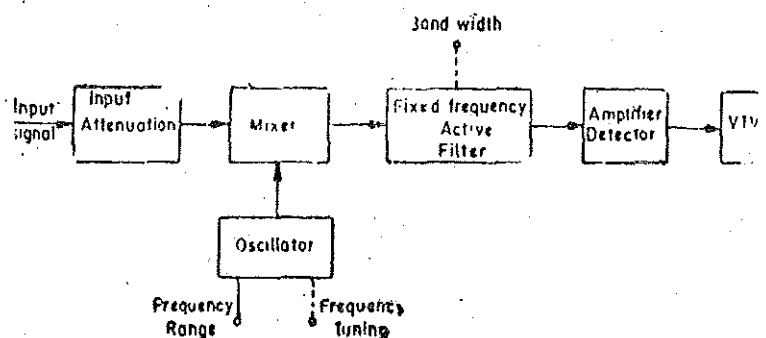 Band width
Input
signal
Input
Attenuation
Mixer
Fixed frequency
Active
Filter
Amplifier
Detector
VTV
Oscillator
Frequency
Range
Frequency
Tuning